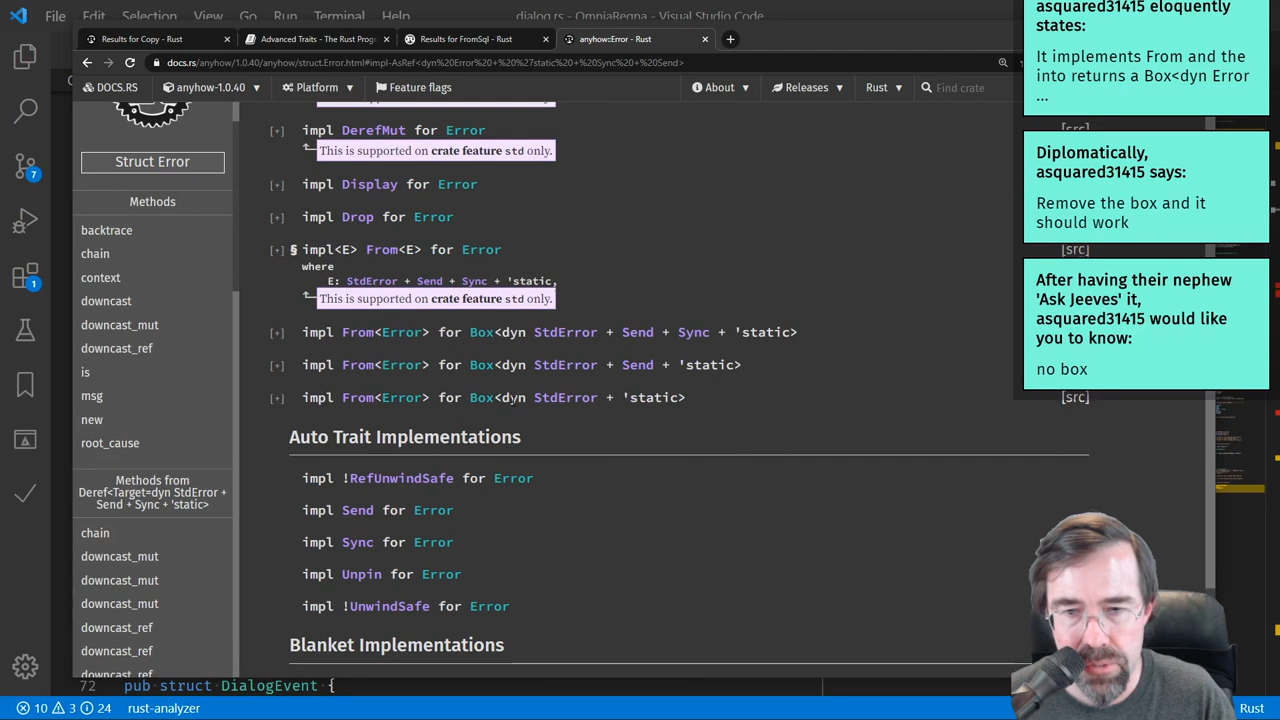 File Edit Selection View Go Run Terminal Help dialog.rs - OmniaRegna - Visual Studio Code
Results for Copy - Rust
Advanced Traits - The Rust Progra
Results for FromSql - Rust
anyhow::Error - Rust
docs.rs/anyhow/1.0.40/anyhow/struct.Error.html#impl-AsRef<dyn%20Error%20+%20%27static%20+%20Sync%20+%20Send>
DOCS.RS
anyhow-1.0.40
Platform
Feature flags
About
Releases
Rust
Find crate
Struct Error
Methods
backtrace
chain
context
downcast
downcast_mut
downcast_ref
is
msg
new
root_cause
Methods from
Deref<Target=dyn StdError +
Send + Sync + 'static>
chain
downcast_mut
downcast_mut
downcast_mut
downcast_ref
downcast_ref
downcast_ref
[+] impl DerefMut for Error
This is supported on crate feature std only.
[+] impl Display for Error
[+] impl Drop for Error
[+] § impl<E> From<E> for Error
where
E: StdError + Send + Sync + 'static,
This is supported on crate feature std only.
[+] impl From<Error> for Box<dyn StdError + Send + Sync + 'static>
[+] impl From<Error> for Box<dyn StdError + Send + 'static>
[+] impl From<Error> for Box<dyn StdError + 'static>
[src]
[src]
[src]
Auto Trait Implementations
impl !RefUnwindSafe for Error
impl Send for Error
impl Sync for Error
impl Unpin for Error
impl !UnwindSafe for Error
Blanket Implementations
asquared31415 eloquently
states:
It implements From and the
into returns a Box<dyn Error
...
Diplomatically,
asquared31415 says:
Remove the box and it
should work
After having their nephew
'Ask Jeeves' it,
asquared31415 would like
you to know:
no box
7
1
72 pub struct DialogEvent {
10 3 24 rust-analyzer
Rust